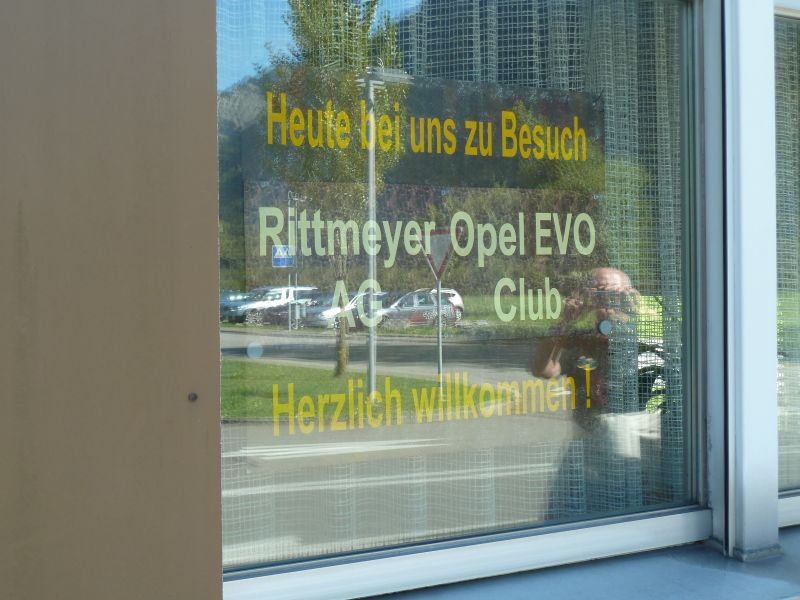 Heute bei uns zu Besuch
Rittmeyer Opel EVO
AG Club
Herzlich willkommen !